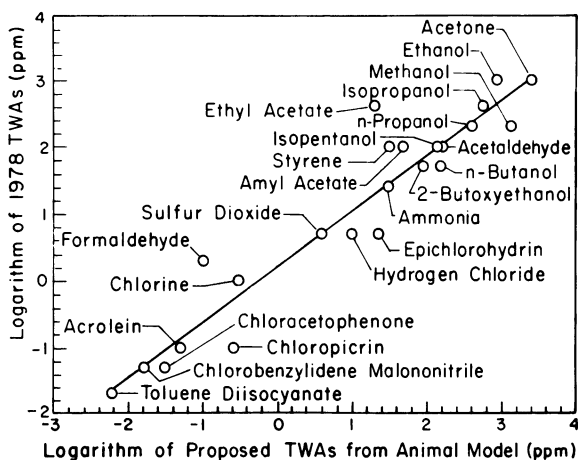 Logarithm of 1978 TWAs (ppm)
4
3
2
1
0
-1
-2
Acetone
Ethanol
Methanol
Isopropanol
Ethyl Acetate
n-Propanol
Isopentanol
Acetaldehyde
Styrene
n-Butanol
Amyl Acetate
2-Butoxyethanol
Sulfur Dioxide
Ammonia
Formaldehyde
Epichlorohydrin
Hydrogen Chloride
Chlorine
Acrolein
Chloracetophenone
Chloropicrin
Chlorobenzylidene Malononitrile
Toluene Diisocyanate
-3 -2 -1 0 1 2 3 4
Logarithm of Proposed TWAs from Animal Model (ppm)